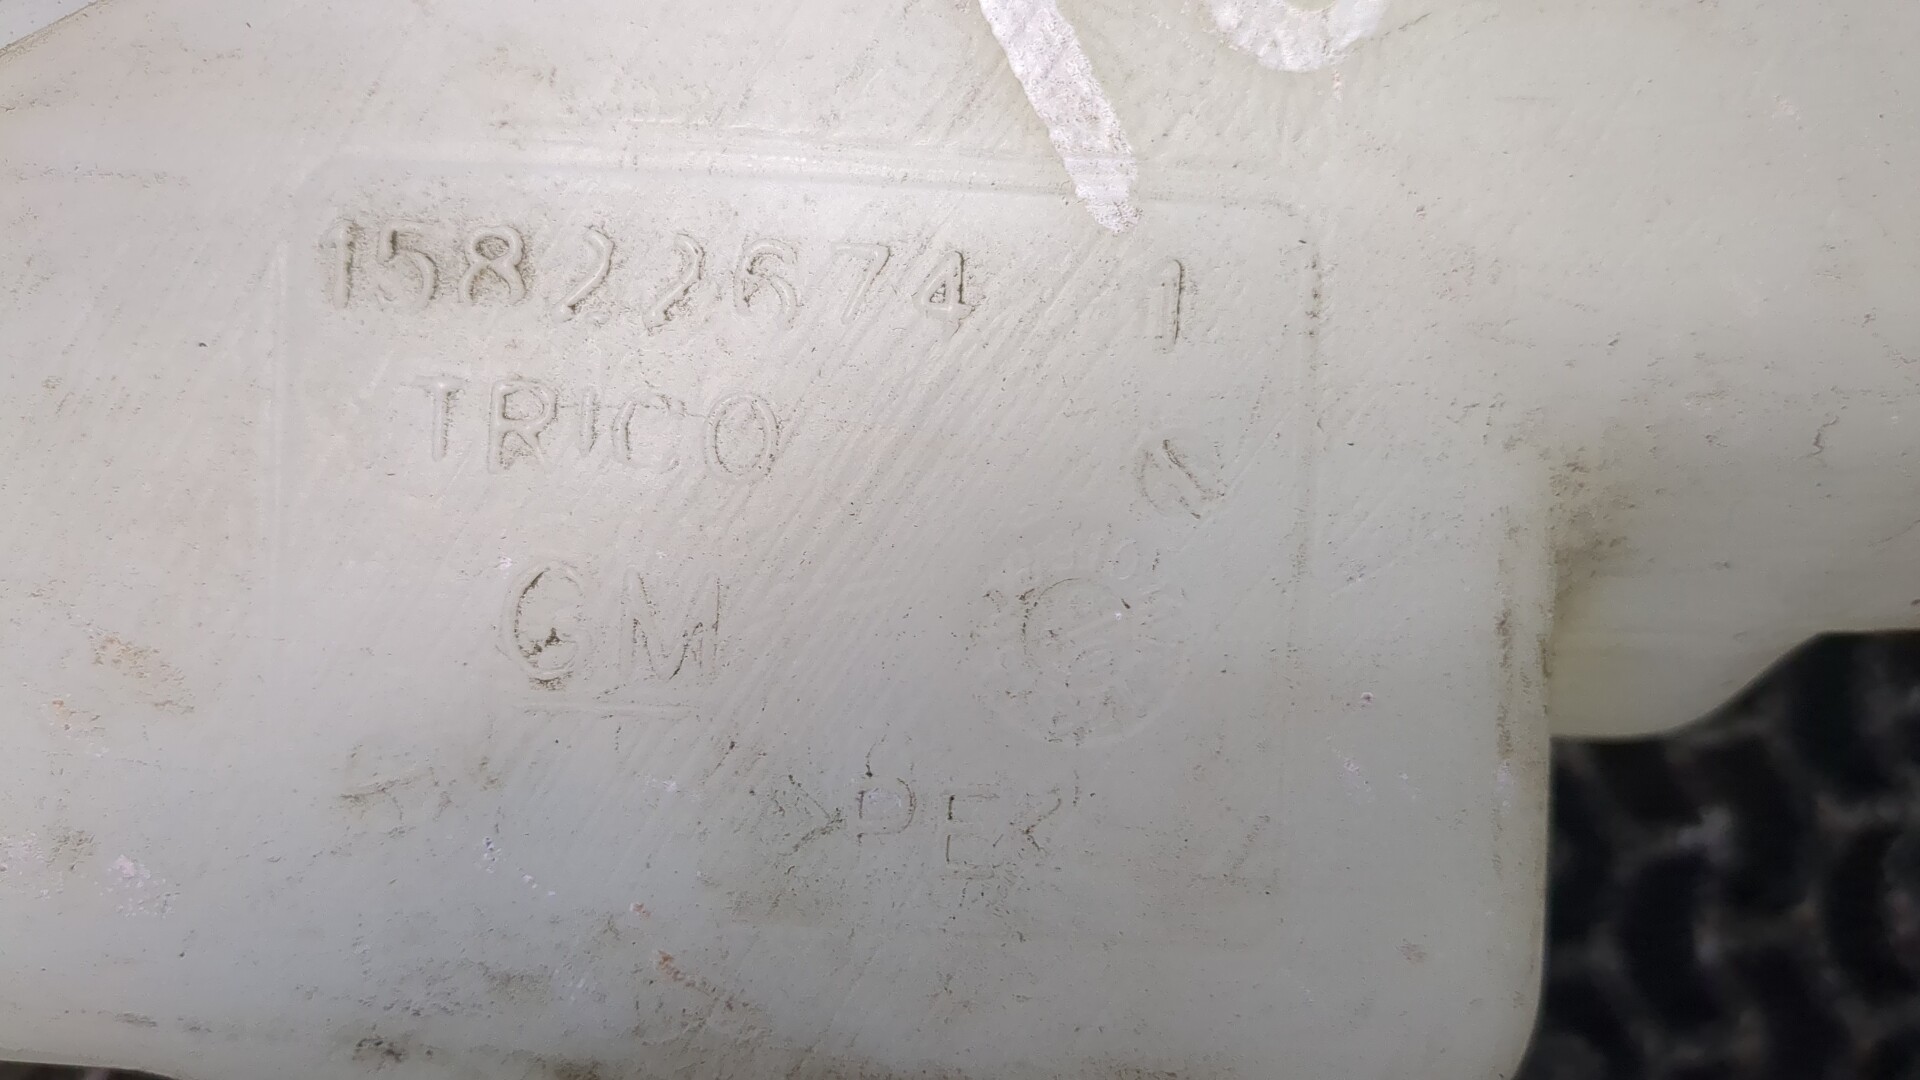 15822674 1
TRICO
GM
>PE<